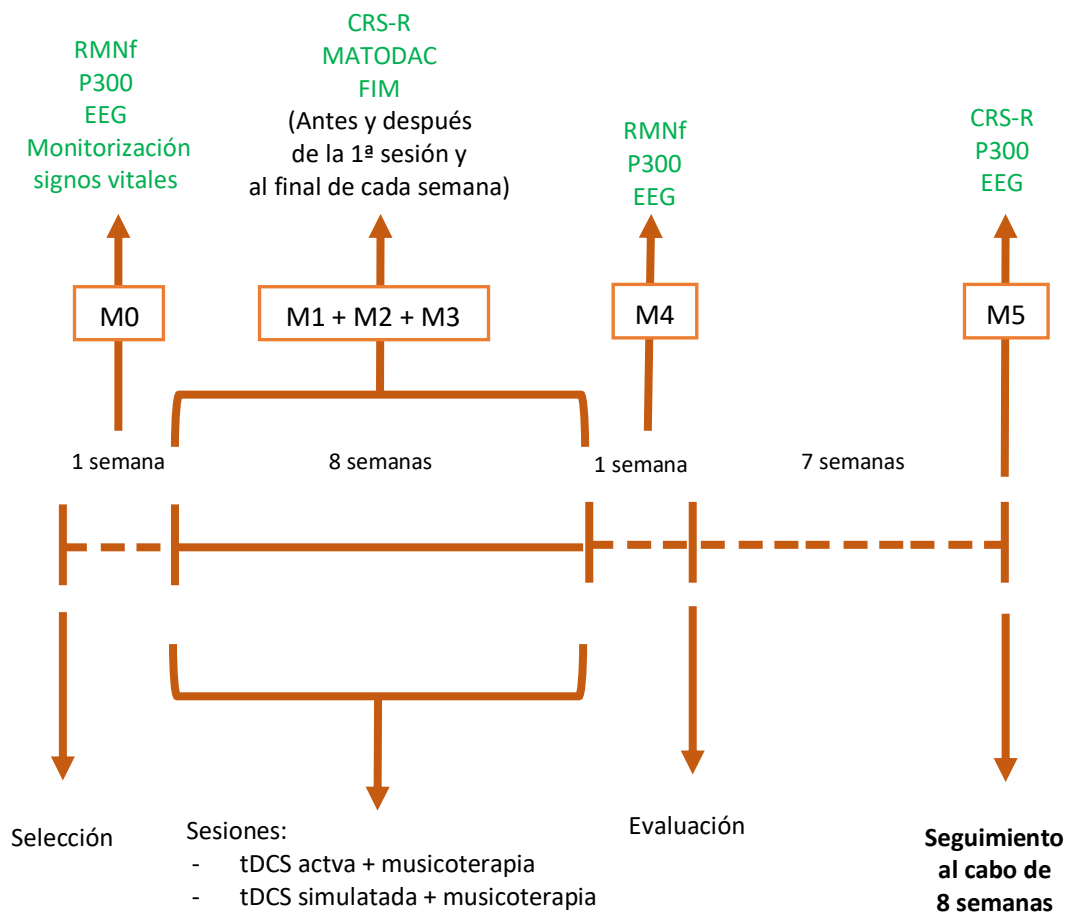 RMNf
P300
EEG
Monitorización
signos vitales
CRS-R
MATODAC
FIM
(Antes y después
de la 1ª sesión y
al final de cada semana)
RMNf
P300
EEG
CRS-R
P300
EEG
M0
M1 + M2 + M3
M4
M5
1 semana
8 semanas
1 semana
7 semanas
Selección
Sesiones:
- tDCS actva + musicoterapia
- tDCS simulatada + musicoterapia
Evaluación
Seguimiento
al cabo de
8 semanas